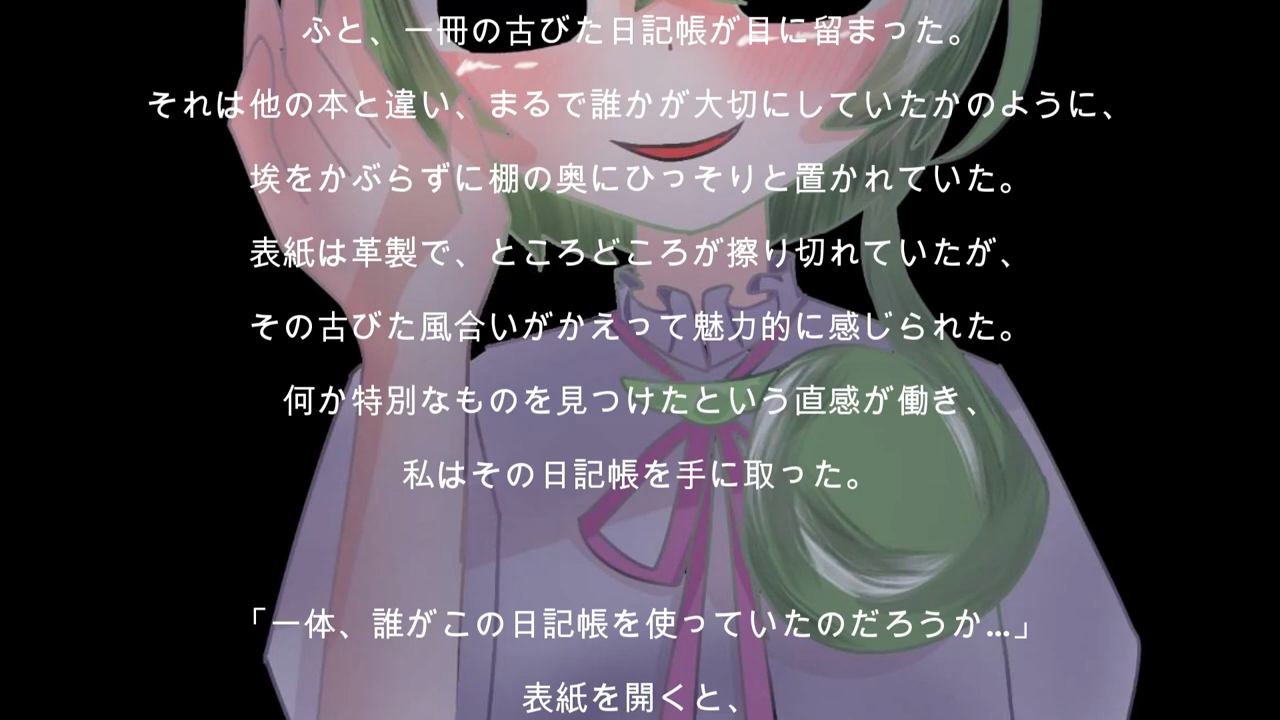 ふと、一冊の古びた日記帳が目に留まった。
それは他の本と違い、まるで誰かが大切にしていたかのように、
埃をかぶらずに棚の奥にひっそりと置かれていた。
表紙は革製で、ところどころが擦り切れていたが、
その古びた風合いがかえって魅力的に感じられた。
何か特別なものを見つけたという直感が働き、
私はその日記帳を手に取った。
「一体、誰がこの日記帳を使っていたのだろうか…」
表紙を開くと、